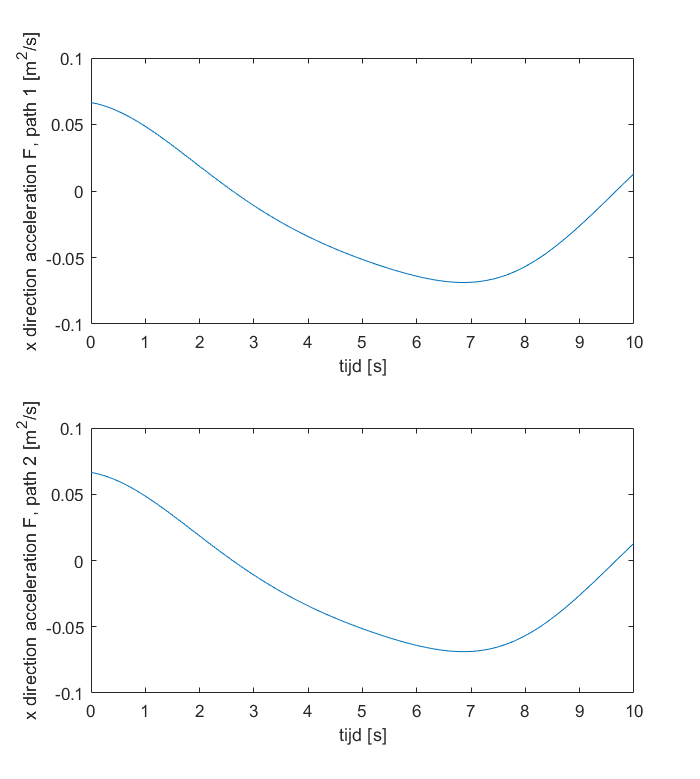 x direction acceleration F, path 1 [m²/s]
0.1
0.05
0
-0.05
-0.1
0 1 2 3 4 5 6 7 8 9 10
tijd [s]
x direction acceleration F, path 2 [m²/s]
0.1
0.05
0
-0.05
-0.1
0 1 2 3 4 5 6 7 8 9 10
tijd [s]